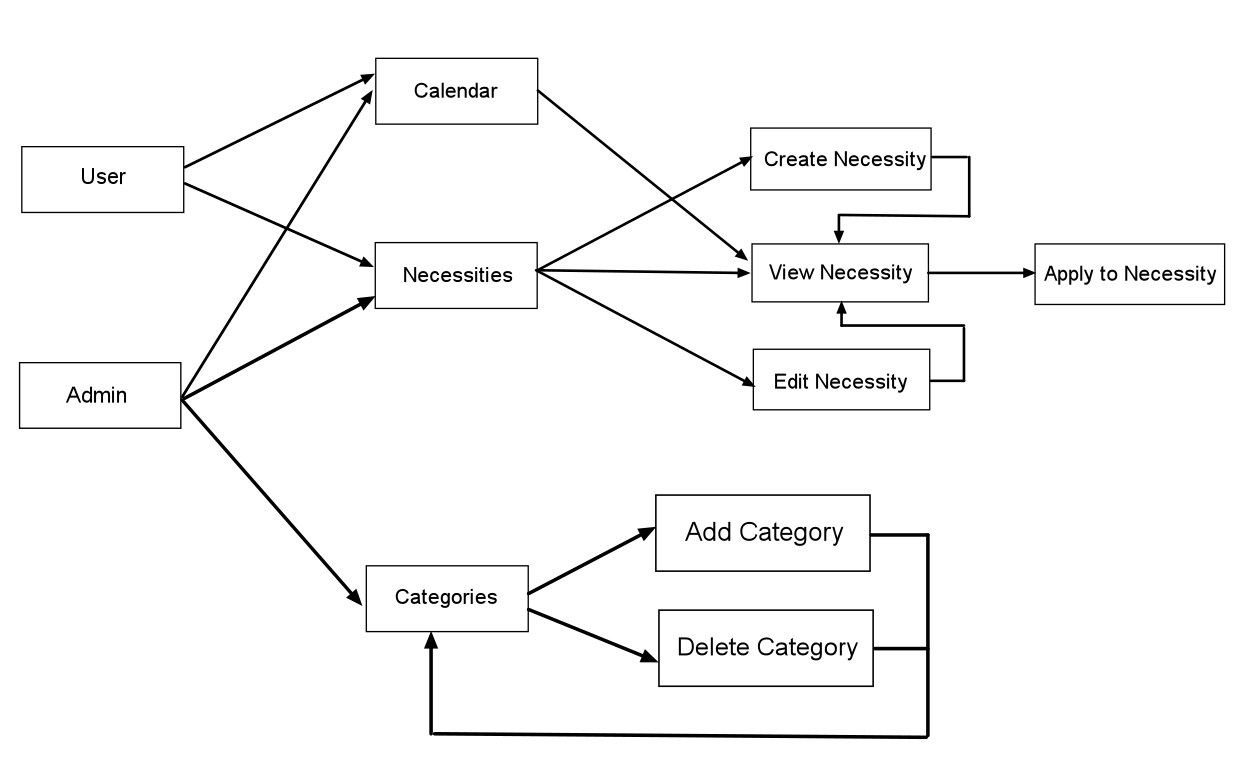 Calendar
User
Create Necessity
Necessities
View Necessity
Apply to Necessity
Admin
Edit Necessity
Add Category
Categories
Delete Category